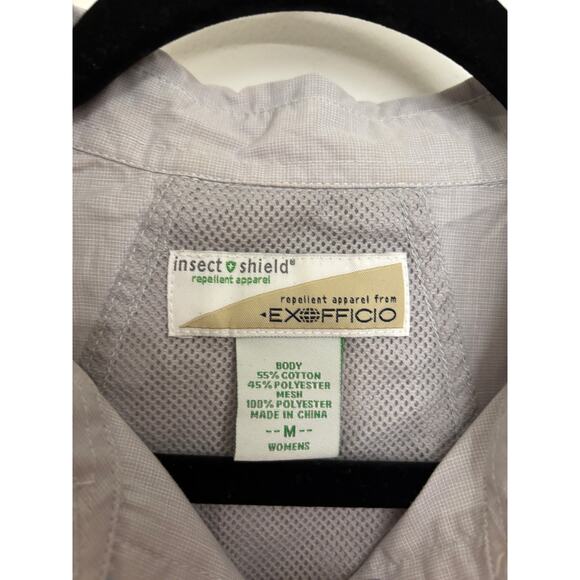 insect shield®
repellent apparel
repellent apparel from
EXOFFICIO
BODY
55% COTTON
45% POLYESTER
MESH
100% POLYESTER
MADE IN CHINA
--M--
WOMENS